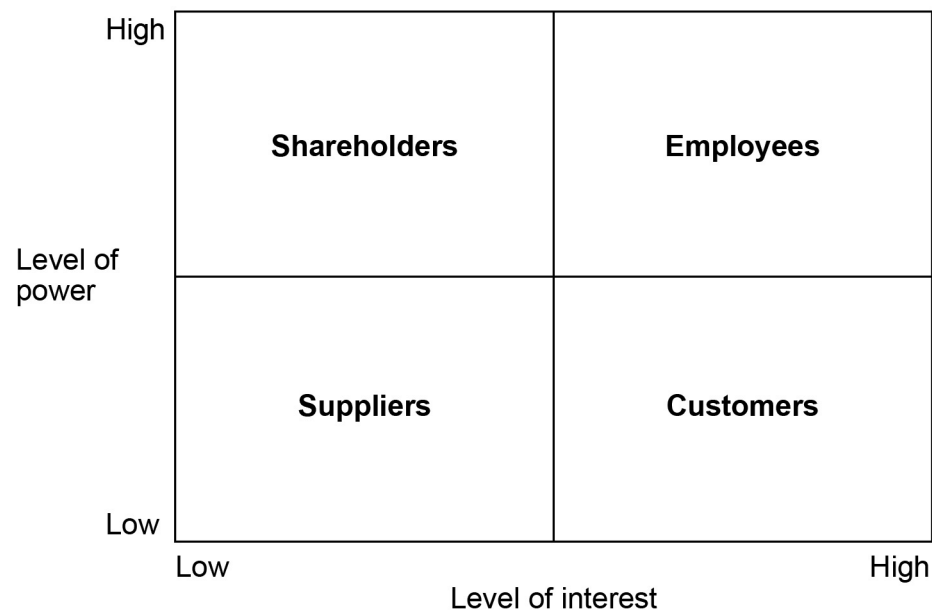 High
Shareholders
Employees
Level of
power
Suppliers
Customers
Low
Low
High
Level of interest